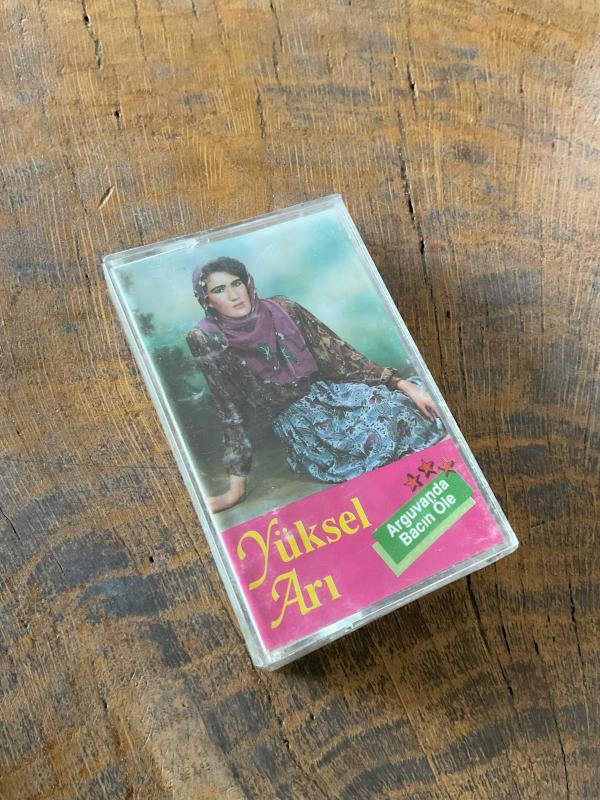 Yüksel
Arı
Arguvanda
Bacın Öle